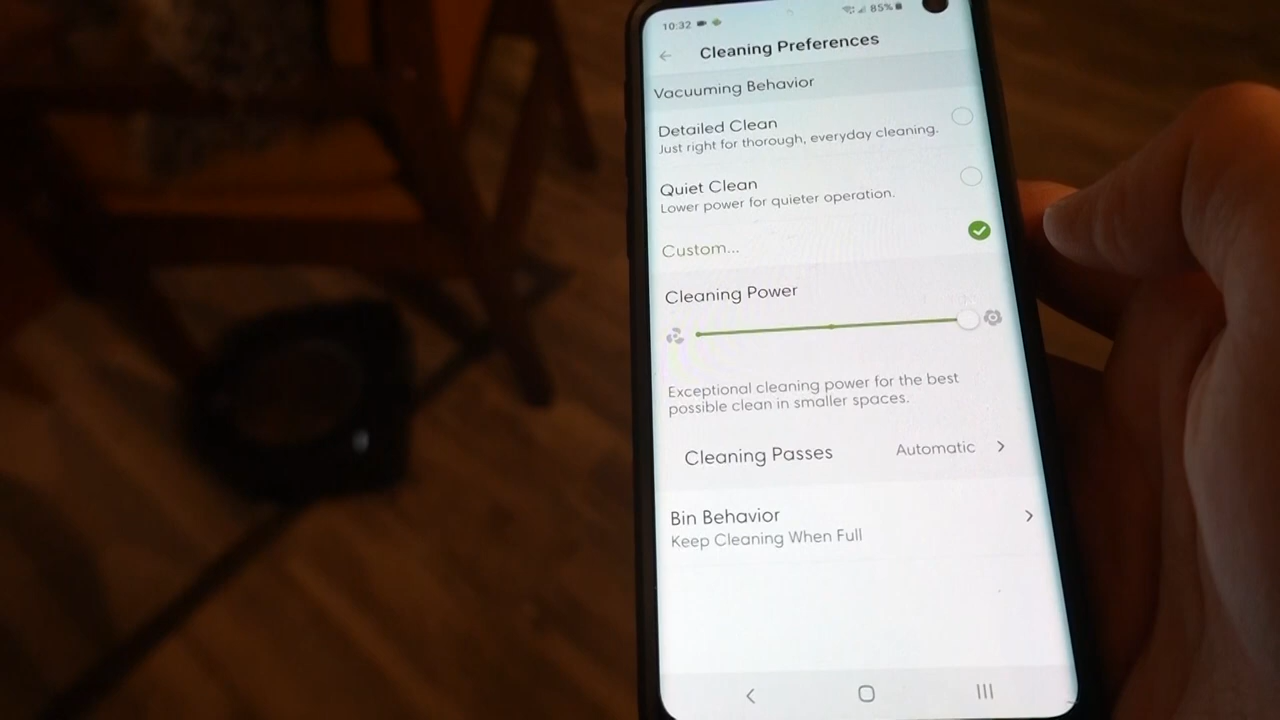 10:32 85%
Cleaning Preferences
Vacuuming Behavior
Detailed Clean
Just right for thorough, everyday cleaning.
Quiet Clean
Lower power for quieter operation.
Custom...
Cleaning Power
Exceptional cleaning power for the best
possible clean in smaller spaces.
Cleaning Passes Automatic
Bin Behavior
Keep Cleaning When Full